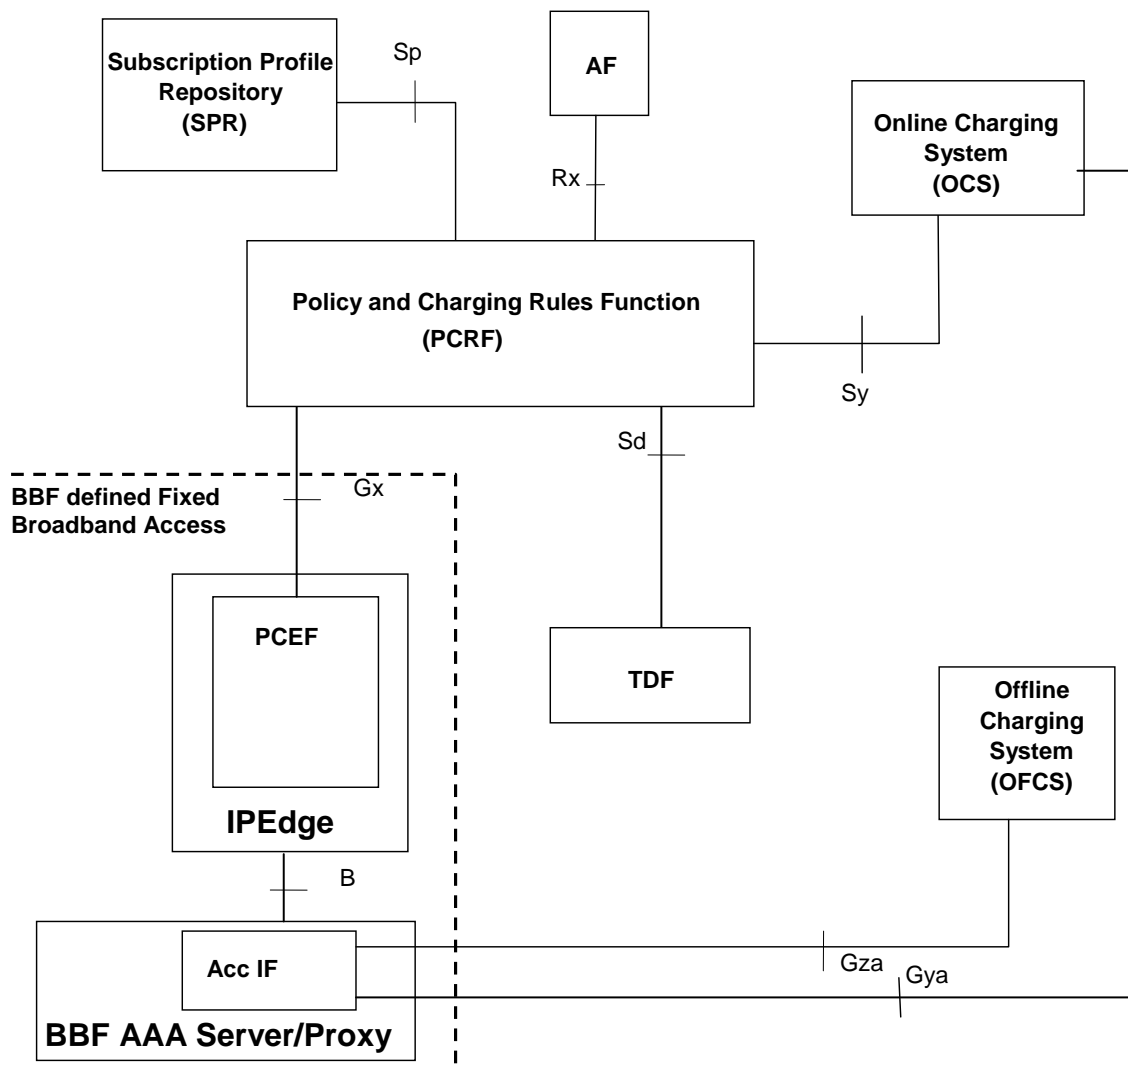 Subscription Profile
Repository
(SPR)
Sp
AF
Online Charging
System
(OCS)
Rx
Policy and Charging Rules Function
(PCRF)
Sy
Sd
Gx
BBF defined Fixed
Broadband Access
PCEF
TDF
Offline
Charging
System
(OFCS)
IPEdge
B
Acc IF
Gza
Gya
BBF AAA Server/Proxy